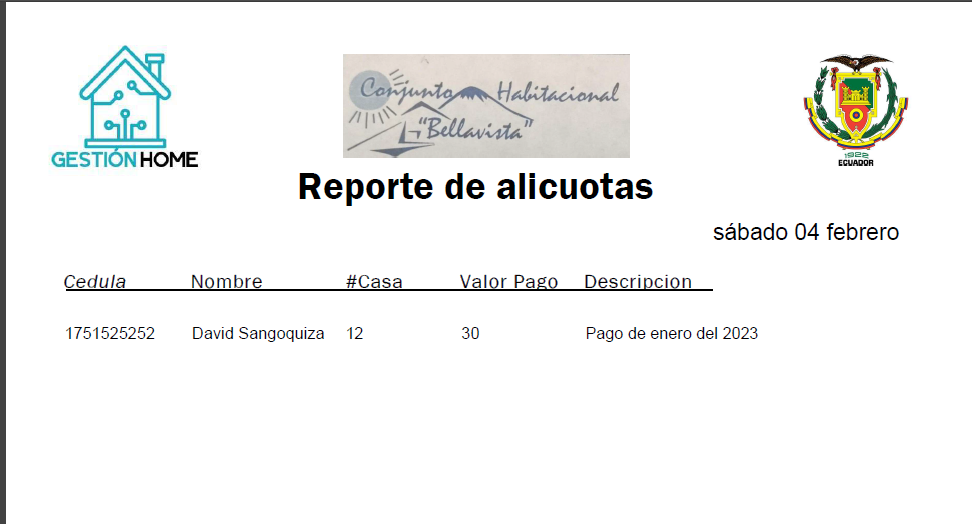 GESTIÓN HOME
Conjunto Habitacional
"Bellavista"
1922
ECUADOR
Reporte de alicuotas
sábado 04 febrero
Cedula Nombre #Casa Valor Pago Descripcion
1751525252 David Sangoquiza 12 30 Pago de enero del 2023